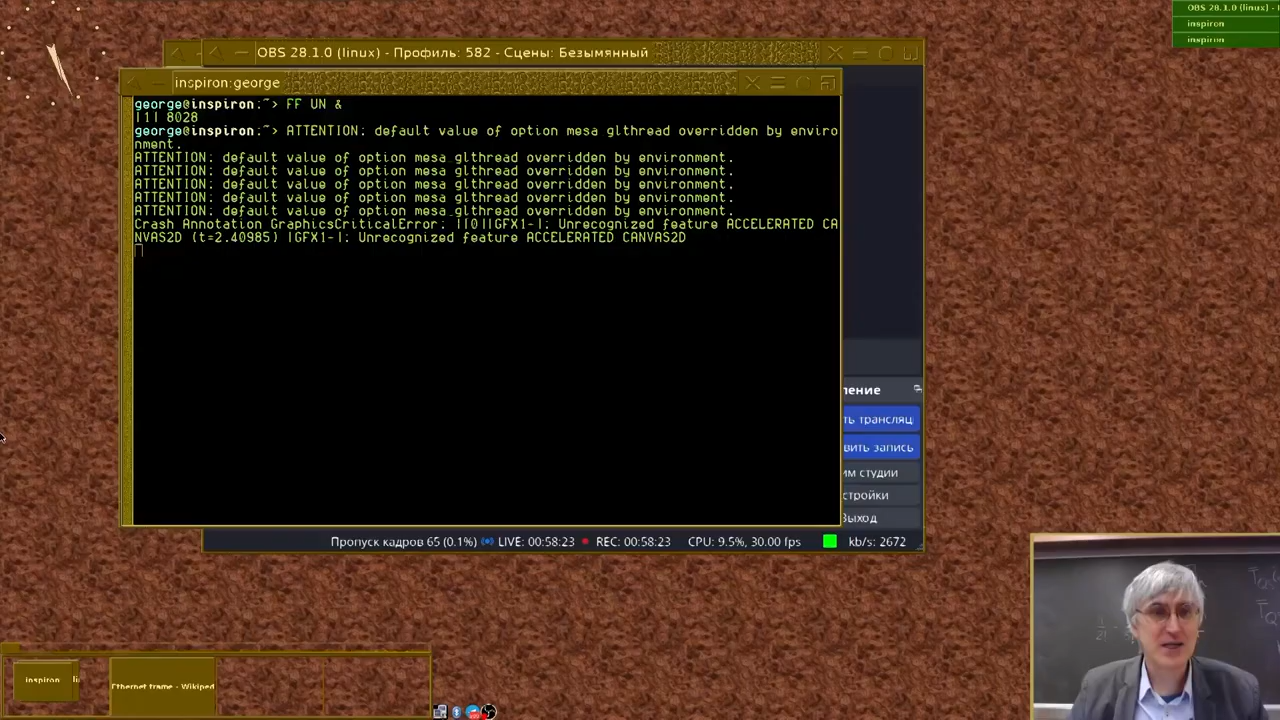 OBS 28.1.0 (linux) - 
inspiron
inspiron
OBS 28.1.0 (linux) - Профиль: 582 - Сцены: Безымянный
inspiron:george
george@inspiron:~> FF UN &
[1] 8028
george@inspiron:~> ATTENTION: default value of option mesa_glthread overridden by enviro
nment.
ATTENTION: default value of option mesa_glthread overridden by environment.
ATTENTION: default value of option mesa_glthread overridden by environment.
ATTENTION: default value of option mesa_glthread overridden by environment.
ATTENTION: default value of option mesa_glthread overridden by environment.
ATTENTION: default value of option mesa_glthread overridden by environment.
Crash Annotation GraphicsCriticalError: |[0][GFX1-]: Unrecognized feature ACCELERATED_CA
NVAS2D (t=2.40985) [GFX1-]: Unrecognized feature ACCELERATED_CANVAS2D
ление
ть трансляц
вить запись
им студии
стройки
Выход
Пропуск кадров 65 (0.1%) LIVE: 00:58:23 REC: 00:58:23 CPU: 9.5%, 30.00 fps kb/s: 2672
inspiron
Ethernet frame - Wikiped